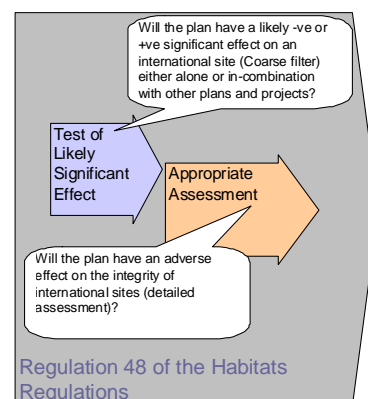 Will the plan have a likely -ve or
+ve significant effect on an
international site (Coarse filter)
either alone or in-combination
with other plans and projects?
Test of
Likely
Significant
Effect
Appropriate
Assessment
Will the plan have an adverse
effect on the integrity of
international sites (detailed
assessment)?
Regulation 48 of the Habitats
Regulations